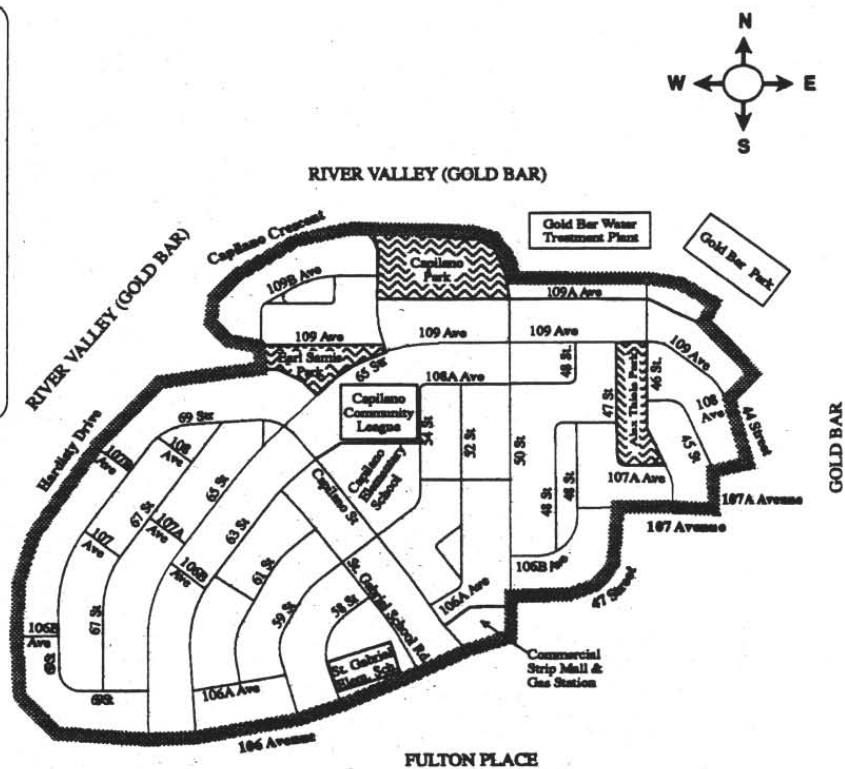 N
W E
S
RIVER VALLEY (GOLD BAR)
Capilano Crescent
Gold Bar Water
Treatment Plant
Gold Bar Park
Capilano
Park
109B Ave
109A Ave
RIVER VALLEY (GOLD BAR)
109 Ave
109 Ave
109 Ave
109 Ave
Earl Samis
Park
65 Str
48 St.
108A Ave
47 St
46 St.
108
Ave
44 Street
Capilano
Community
League
54 St
52 St
50 St
45 St
GOLD BAR
Hardisty Drive
69 Str
108
Ave
Ave
Capilano
Elementary
School
Capilano St
107A Ave
107A Avenue
107 Avenue
67 St
65 St
107A
Ave
107
Ave
63 St
48 St
48 St
106B
Ave
61 St
106B Ave
47 Street
67 St
59 St
58 St
St. Gabriel School Rd.
106A Ave
106B
Ave
69St
69St
106A Ave
St. Gabriel
Elem. Sch
Commercial
Strip Mall &
Gas Station
106 Avenue
FULTON PLACE